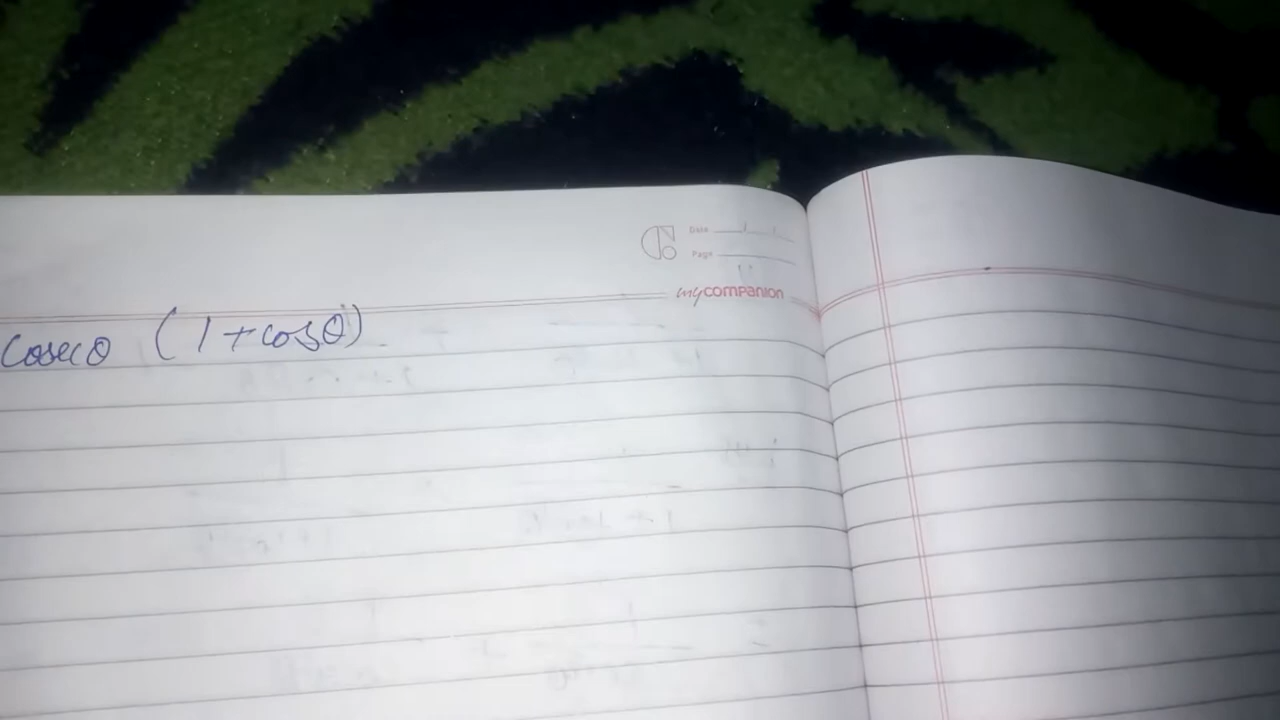 Date
Page
mycompanion
Cosecθ (1+cosθ)